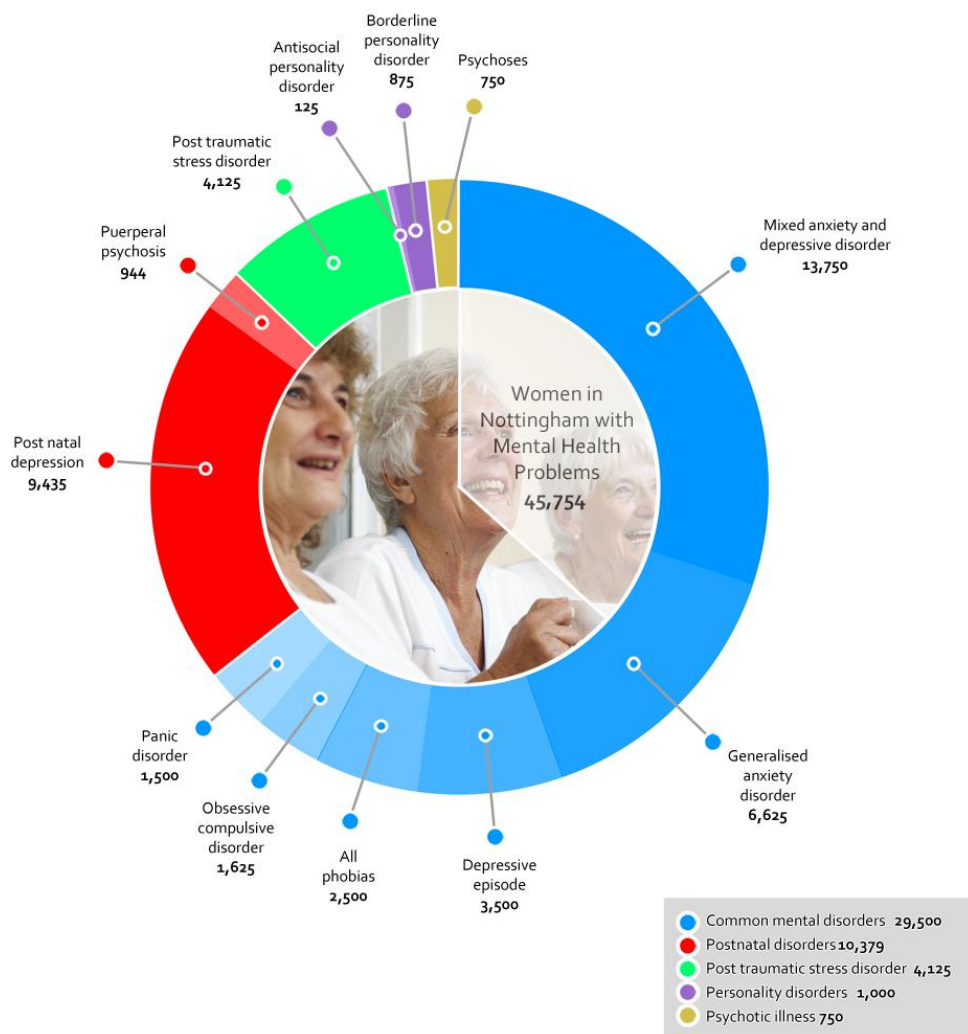 Borderline
personality
disorder
875
Antisocial
personality
disorder
125
Psychoses
750
Post traumatic
stress disorder
4,125
Puerperal
psychosis
944
Mixed anxiety and
depressive disorder
13,750
Women in
Nottingham with
Mental Health
Problems
45,754
Post natal
depression
9,435
Panic
disorder
1,500
Obsessive
compulsive
disorder
1,625
All
phobias
2,500
Depressive
episode
3,500
Generalised
anxiety
disorder
6,625
Common mental disorders 29,500
Postnatal disorders 10,379
Post traumatic stress disorder 4,125
Personality disorders 1,000
Psychotic illness 750